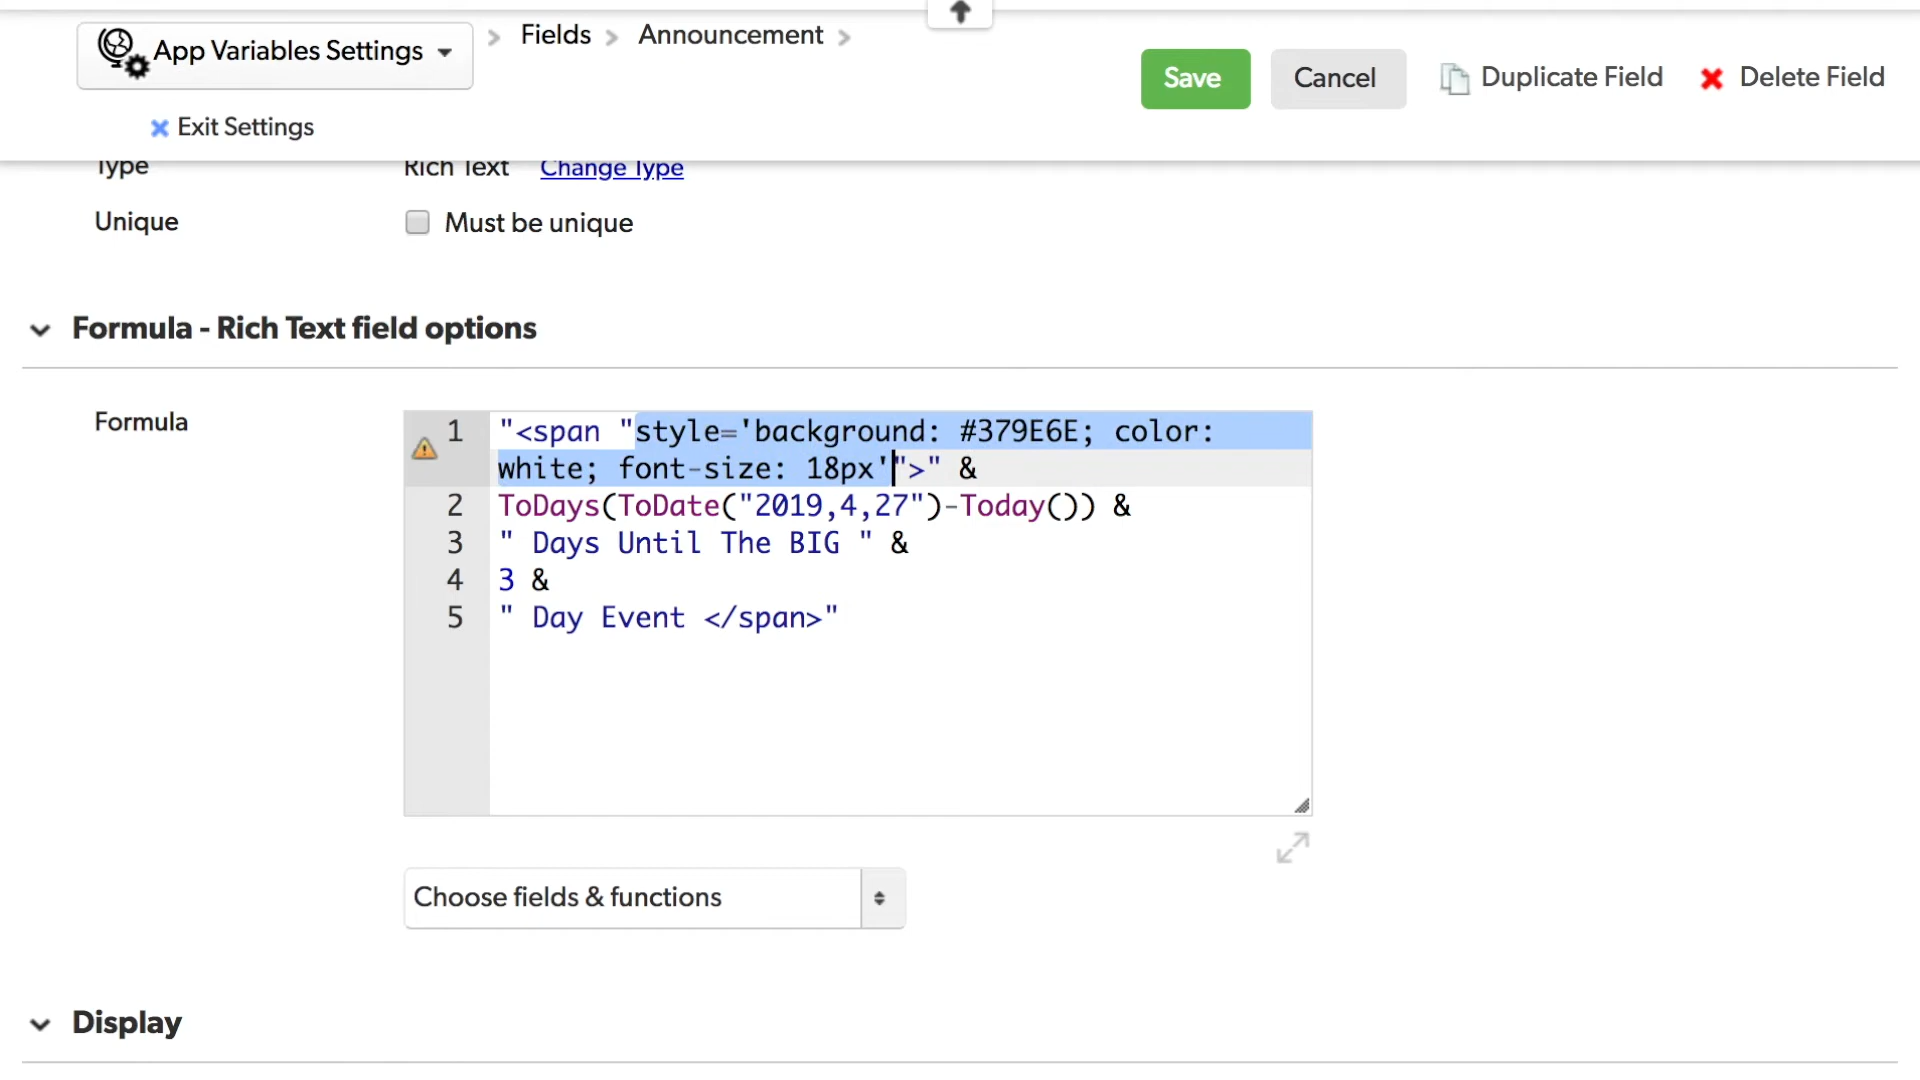 App Variables Settings
Fields
Announcement
Save
Cancel
Duplicate Field
Delete Field
Exit Settings
Type
Rich Text
Change Type
Unique
Must be unique
Formula - Rich Text field options
Formula
1
"<span "style='background: #379E6E; color:
white; font-size: 18px'">" &
2
ToDays(ToDate("2019,4,27")-Today()) &
3
" Days Until The BIG " &
4
3 &
5
" Day Event </span>"
Choose fields & functions
Display